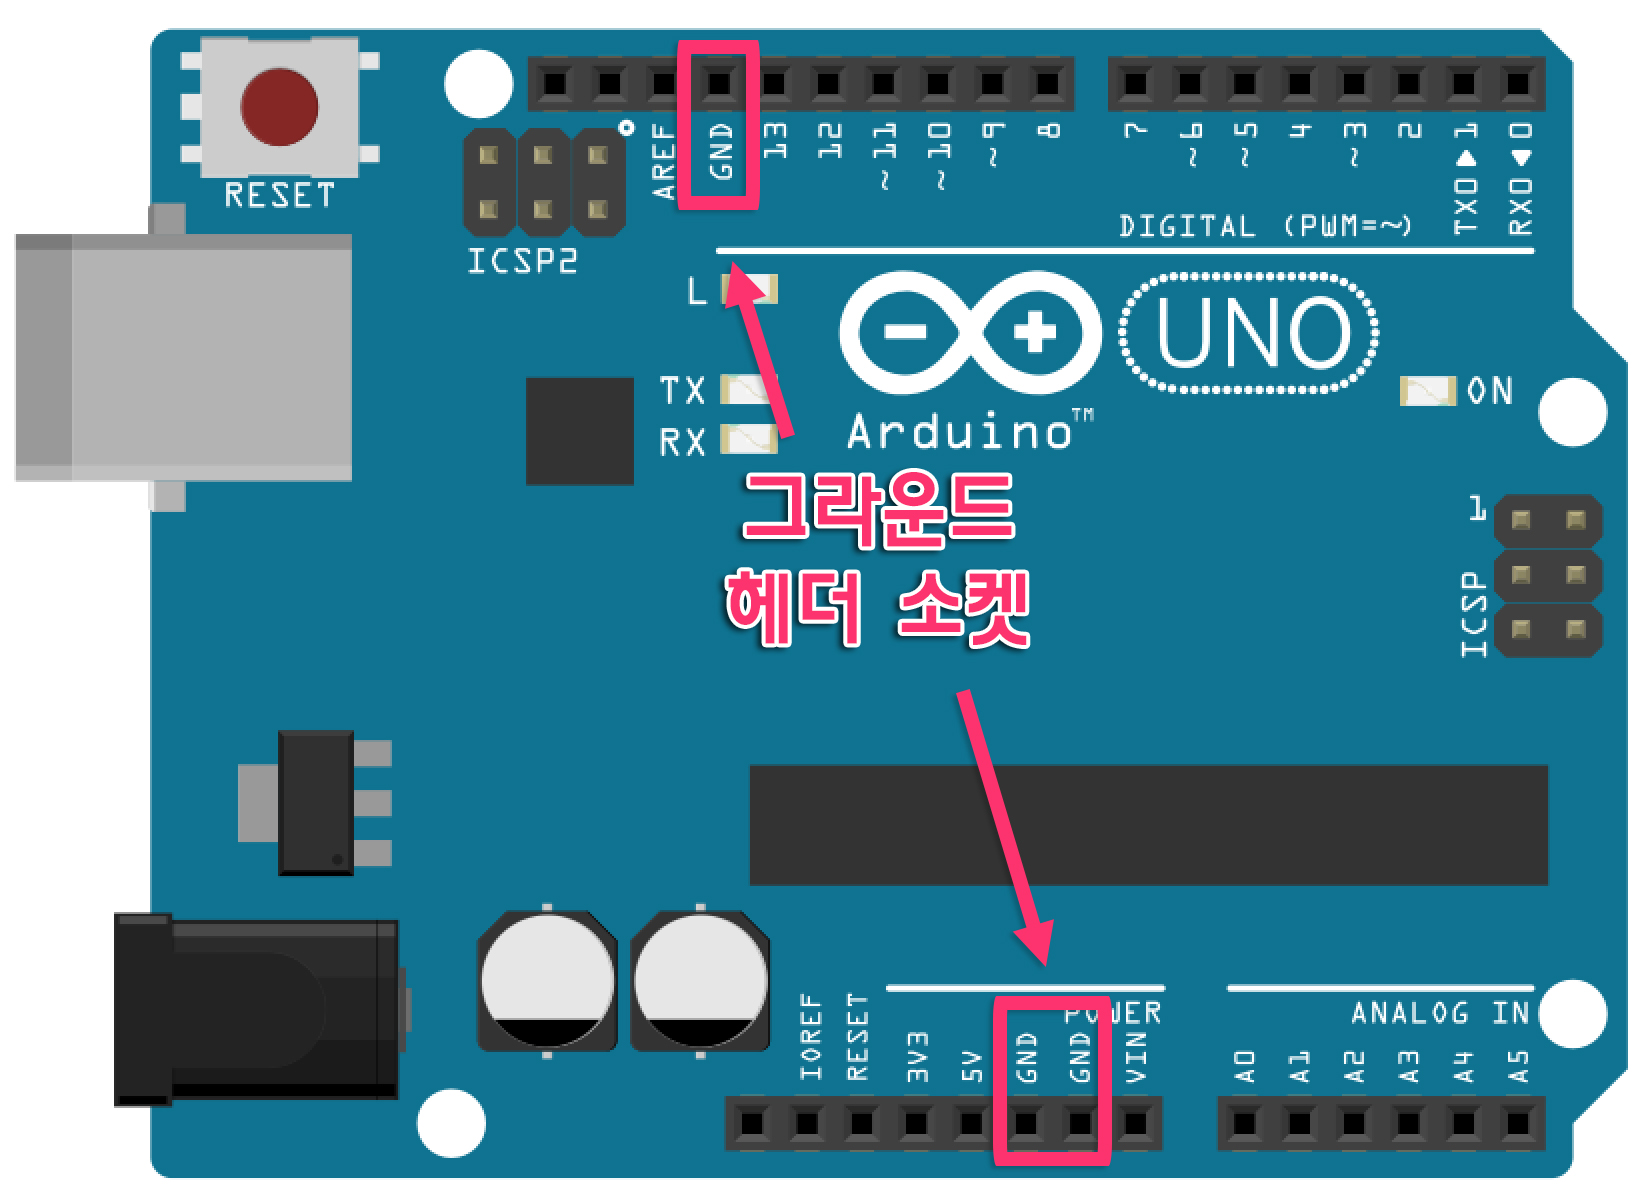 RESET
ICSP2
AREF
GND
13
12
~11
~10
~9
8
7
~6
~5
4
~3
2
TX0▶1
RX0◀0
DIGITAL (PWM=~)
L
TX
RX
UNO
Arduino™
ON
그라운드
헤더 소켓
1
ICSP
POWER
ANALOG IN
IOREF
RESET
3V3
5V
GND
GND
VIN
A0
A1
A2
A3
A4
A5